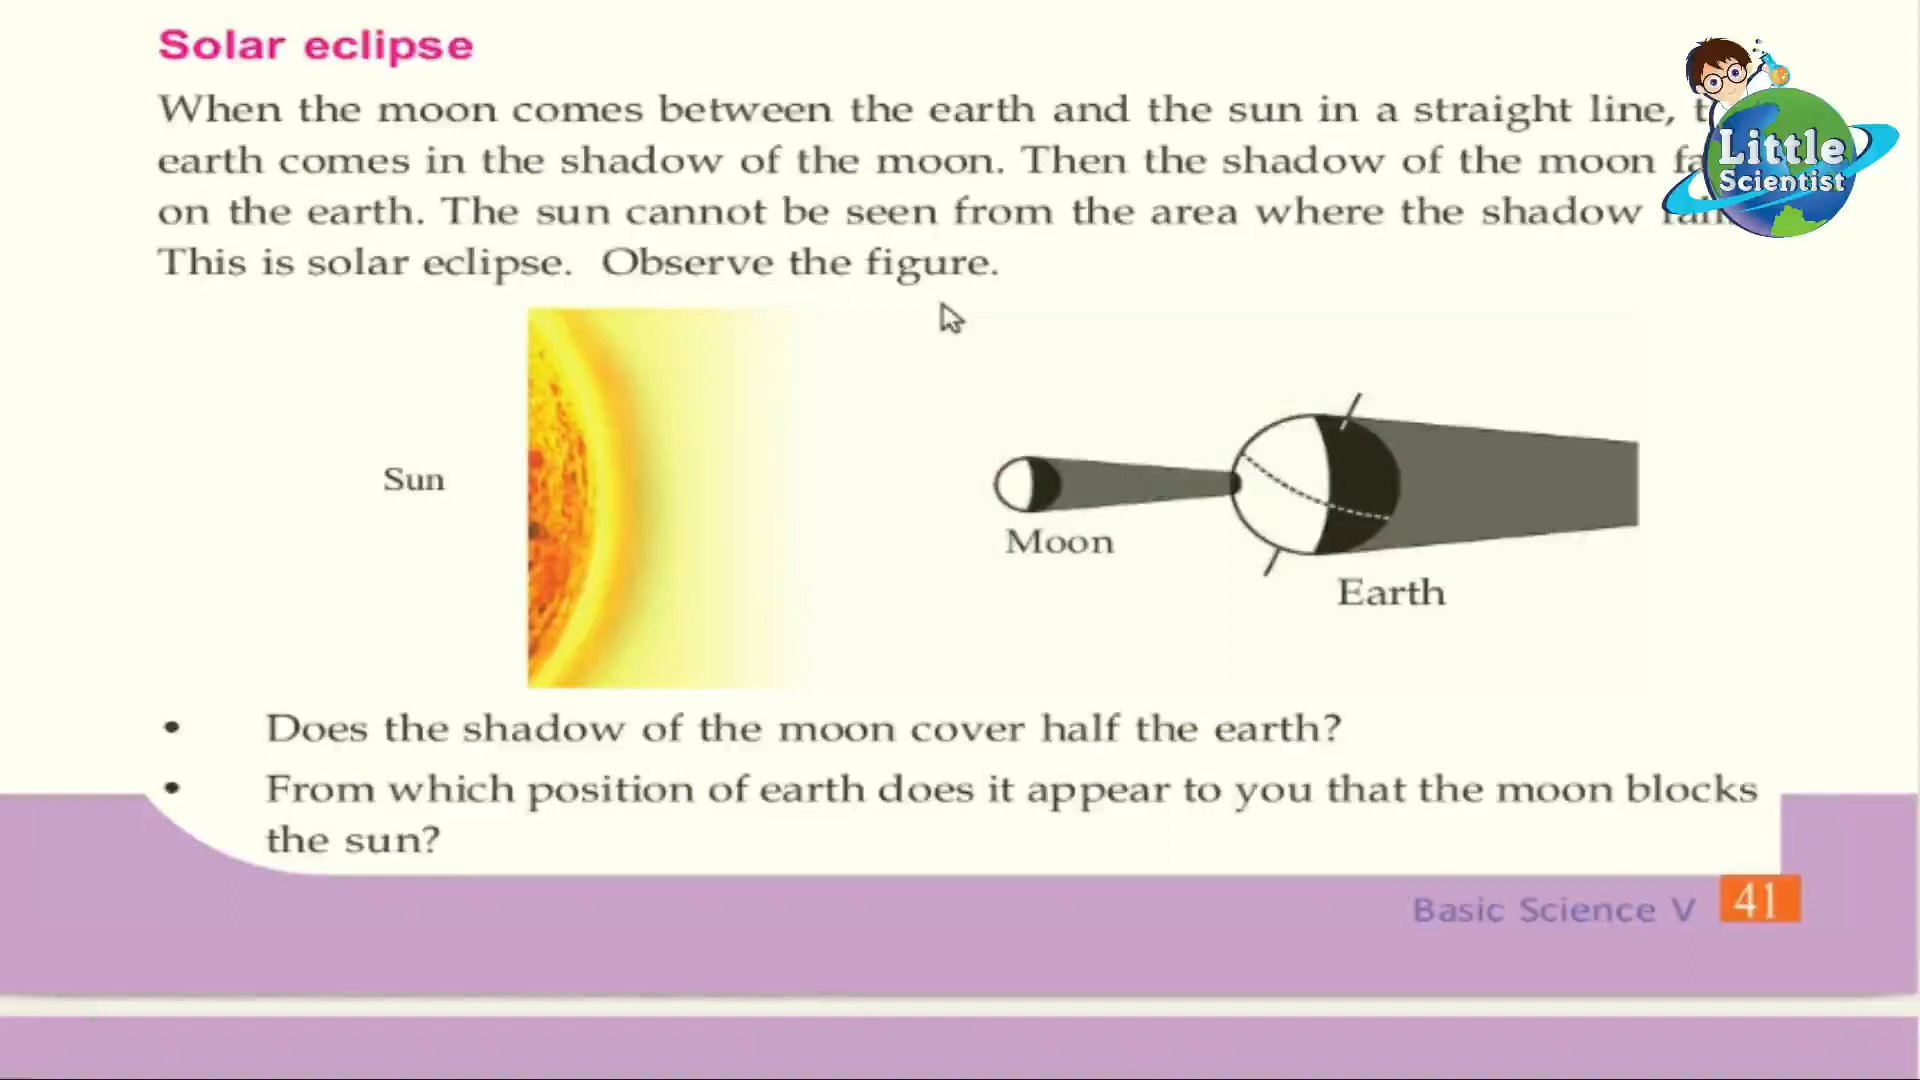 Solar eclipse
When the moon comes between the earth and the sun in a straight line,
earth comes in the shadow of the moon. Then the shadow of the moon
on the earth. The sun cannot be seen from the area where the shadow
This is solar eclipse. Observe the figure.
Little
Scientist
Sun
Moon
Earth
• Does the shadow of the moon cover half the earth?
• From which position of earth does it appear to you that the moon blocks
the sun?
Basic Science V 41